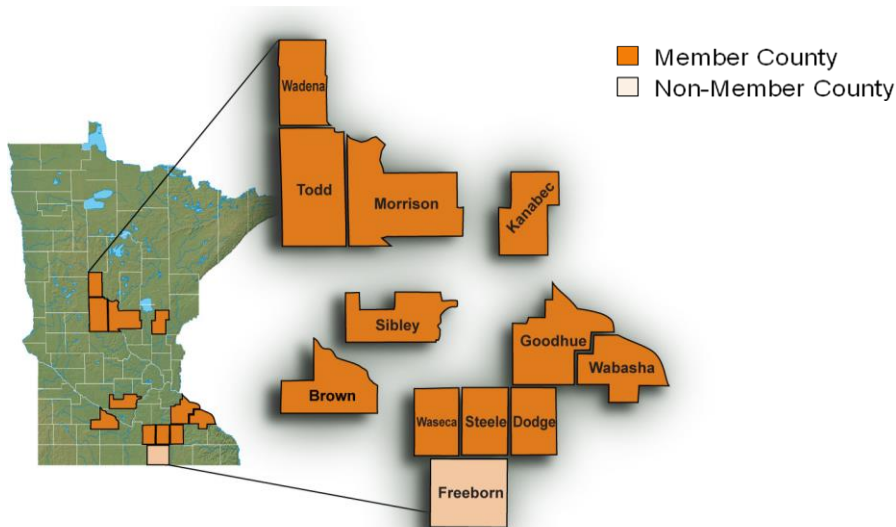 Member County
Non-Member County
Wadena
Todd
Morrison
Kanabec
Sibley
Goodhue
Wabasha
Brown
Waseca
Steele
Dodge
Freeborn